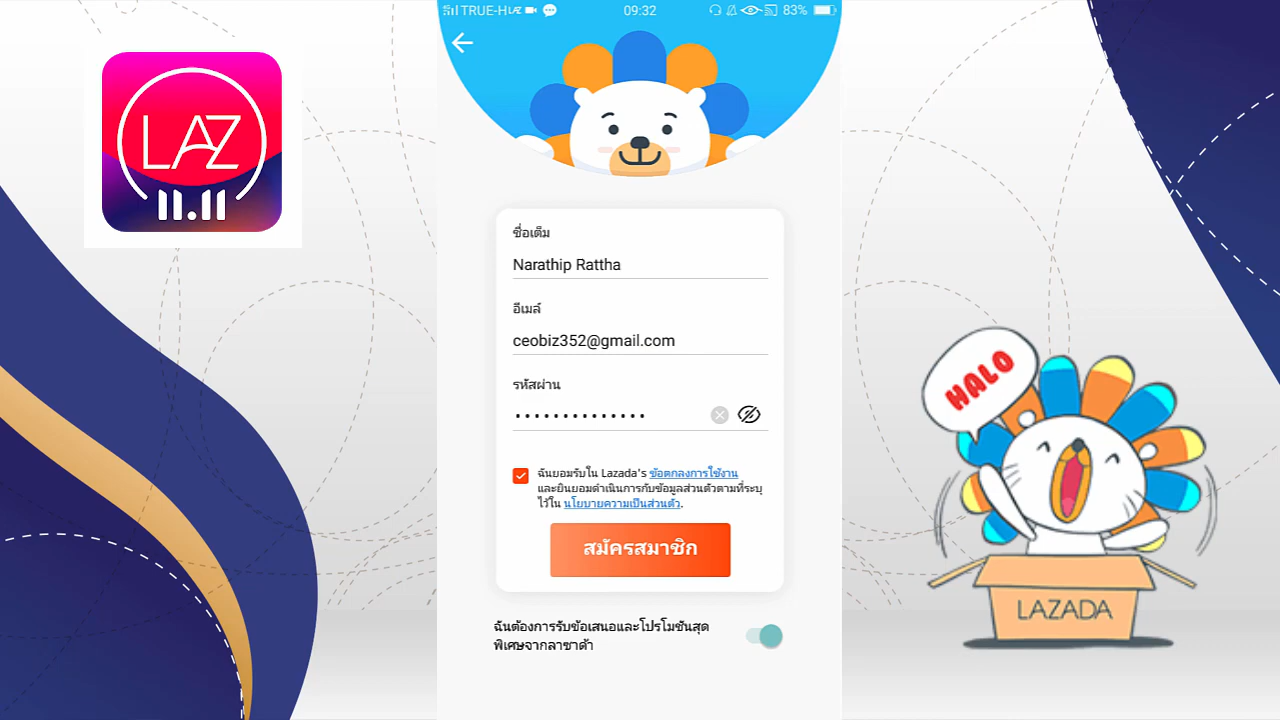 TRUE-H
09:32
83%
LAZ
11.11
ชื่อเต็ม
Narathip Rattha
อีเมล์
ceobiz352@gmail.com
รหัสผ่าน
••••••••••••••
ฉันยอมรับใน Lazada's ข้อตกลงการใช้งาน
และยินยอมดำเนินการกับข้อมูลส่วนตัวตามที่ระบุ
ไว้ใน นโยบายความเป็นส่วนตัว.
สมัครสมาชิก
ฉันต้องการรับข้อเสนอและโปรโมชันสุด
พิเศษจากลาซาด้า
HALO
LAZADA